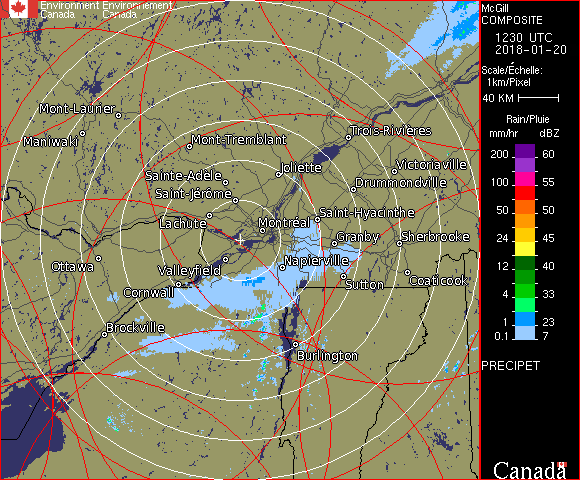 Environment Environnement
Canada Canada
McGill
COMPOSITE
1230 UTC
2018-01-20
Scale/Échelle:
1km/Pixel
40 KM
Rain/Pluie
mm/hr dBZ
200 60
155 57
100 55
50 50
24 45
12 40
4 33
1 23
0.1 7
PRECIPET
Canada
Mont-Laurier
Maniwaki
Mont-Tremblant
Trois-Rivières
Sainte-Adèle
Joliette
Victoriaville
Saint-Jérôme
Drummondville
Lachute
Montréal
Saint-Hyacinthe
Granby
Sherbrooke
Ottawa
Valleyfield
Napierville
Cornwall
Sutton
Coaticook
Brockville
Burlington